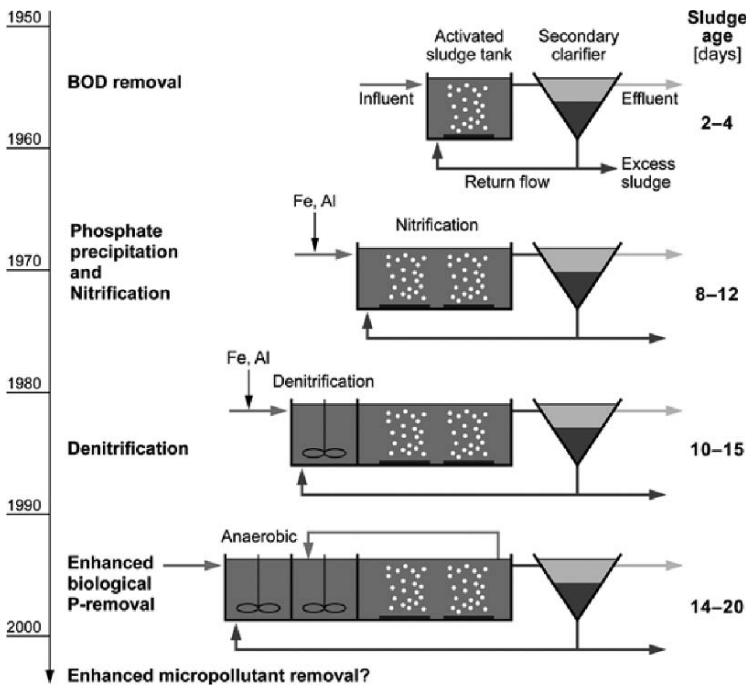 1950
Sludge
age
[days]
Activated
sludge tank
Secondary
clarifier
BOD removal
Influent
Effluent
2–4
1960
Return flow
Excess
sludge
Fe, Al
Phosphate
precipitation
and
Nitrification
Nitrification
1970
8–12
1980
Fe, Al
Denitrification
Denitrification
10–15
1990
Anaerobic
Enhanced
biological
P-removal
14–20
2000
Enhanced micropollutant removal?